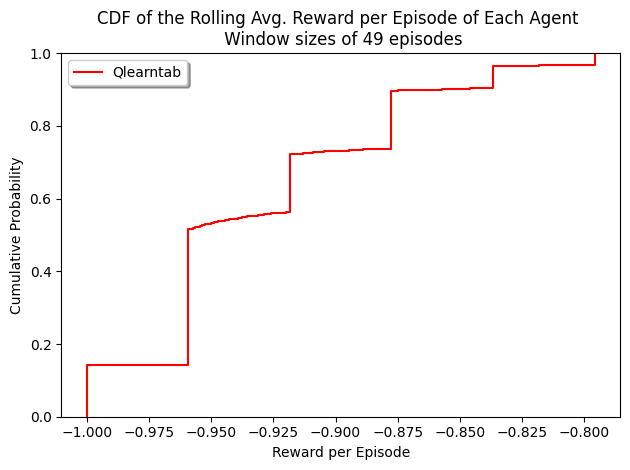 CDF of the Rolling Avg. Reward per Episode of Each Agent
Window sizes of 49 episodes
Qlearntab
Cumulative Probability
1.0
0.8
0.6
0.4
0.2
0.0
−1.000 −0.975 −0.950 −0.925 −0.900 −0.875 −0.850 −0.825 −0.800
Reward per Episode